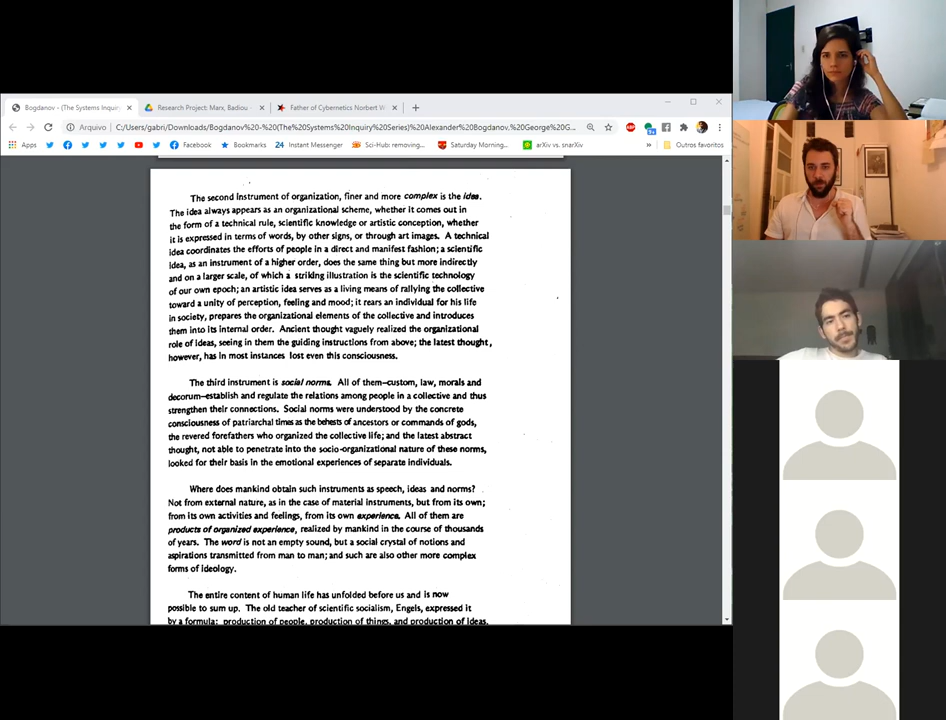 Bogdanov - (The Systems Inqui
Research Project: Marx, Badiou -
Father of Cybernetics Norbert W
Arquivo | C:/Users/gabri/Downloads/Bogdanov%20-%20(The%20Systems%20Inquiry%20Series)%20Alexander%20Bogdanov,%20George%20G...
Apps
Facebook
Bookmarks
24 Instant Messenger
Sci-Hub: removing...
Saturday Morning...
arXiv vs. snarXiv
»
Outros favoritos
The second instrument of organization, finer and more complex is the idea.
The idea always appears as an organizational scheme, whether it comes out in
the form of a technical rule, scientific knowledge or artistic conception, whether
it is expressed in terms of words, by other signs, or through art images. A technical
idea coordinates the efforts of people in a direct and manifest fashion; a scientific
idea, as an instrument of a higher order, does the same thing but more indirectly
and on a larger scale, of which a striking illustration is the scientific technology
of our own epoch; an artistic idea serves as a living means of rallying the collective
toward a unity of perception, feeling and mood; it rears an individual for his life
in society, prepares the organizational elements of the collective and introduces
them into its internal order. Ancient thought vaguely realized the organizational
role of ideas, seeing in them the guiding instructions from above; the latest thought,
however, has in most instances lost even this consciousness.
The third instrument is social norms. All of them—custom, law, morals and
decorum—establish and regulate the relations among people in a collective and thus
strengthen their connections. Social norms were understood by the concrete
consciousness of patriarchal times as the behests of ancestors or commands of gods,
the revered forefathers who organized the collective life; and the latest abstract
thought, not able to penetrate into the socio-organizational nature of these norms,
looked for their basis in the emotional experiences of separate individuals.
Where does mankind obtain such instruments as speech, ideas and norms?
Not from external nature, as in the case of material instruments, but from its own;
from its own activities and feelings, from its own experience. All of them are
products of organized experience, realized by mankind in the course of thousands
of years. The word is not an empty sound, but a social crystal of notions and
aspirations transmitted from man to man; and such are also other more complex
forms of ideology.
The entire content of human life has unfolded before us and is now
possible to sum up. The old teacher of scientific socialism, Engels, expressed it
by a formula: production of people, production of things, and production of ideas.